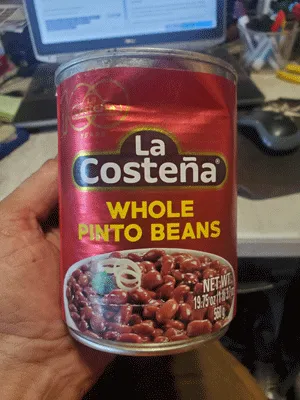 La
Costeña®
WHOLE
PINTO BEANS
NET WT.
19.75 oz
560 g